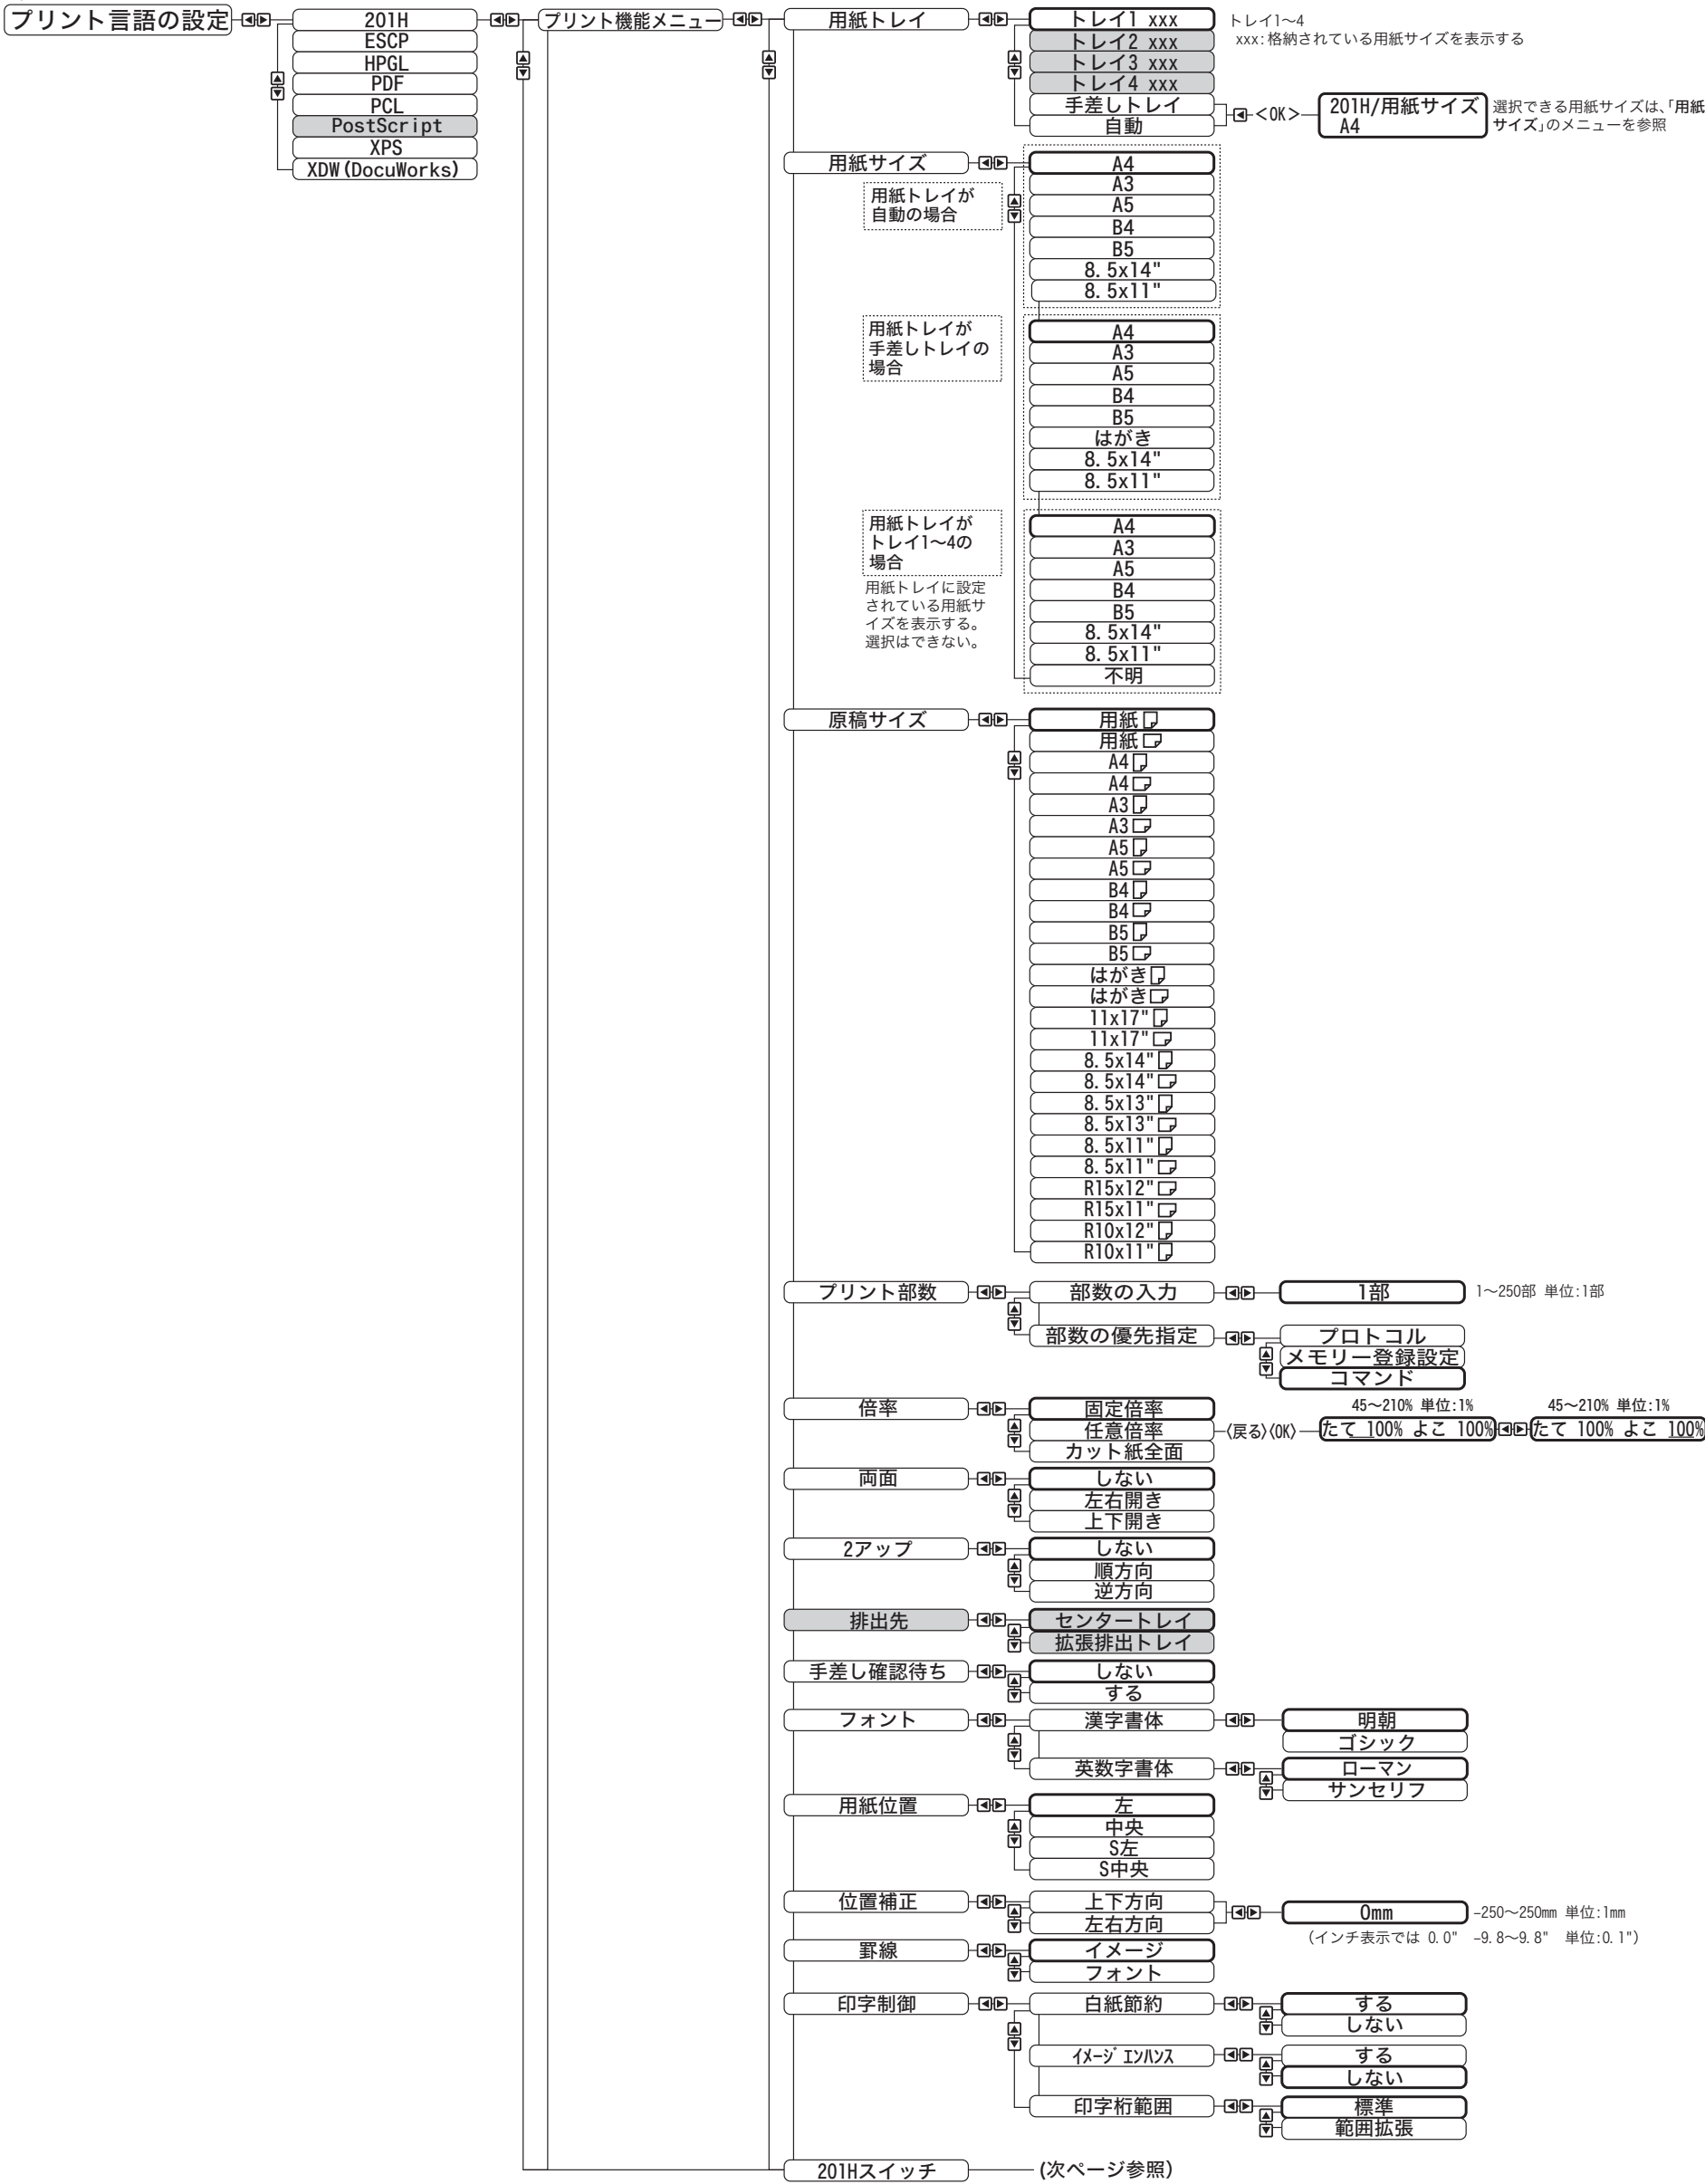 プリント言語の設定
201H
ESCP
HPGL
PDF
PCL
PostScript
XPS
XDW(DocuWorks)
プリント機能メニュー
用紙トレイ
トレイ1 xxx
トレイ2 xxx
トレイ3 xxx
トレイ4 xxx
手差しトレイ
自動
トレイ1〜4
xxx:格納されている用紙サイズを表示する
<OK>
201H/用紙サイズ
A4
選択できる用紙サイズは、「用紙
サイズ」のメニューを参照
用紙サイズ
用紙トレイが
自動の場合
A4
A3
A5
B4
B5
8.5x14"
8.5x11"
用紙トレイが
手差しトレイの
場合
A4
A3
A5
B4
B5
はがき
8.5x14"
8.5x11"
用紙トレイが
トレイ1〜4の
場合
用紙トレイに設定
されている用紙サ
イズを表示する。
選択はできない。
A4
A3
A5
B4
B5
8.5x14"
8.5x11"
不明
原稿サイズ
用紙
用紙
A4
A4
A3
A3
A5
A5
B4
B4
B5
B5
はがき
はがき
11x17"
11x17"
8.5x14"
8.5x14"
8.5x13"
8.5x13"
8.5x11"
8.5x11"
R15x12"
R15x11"
R10x12"
R10x11"
プリント部数
部数の入力
1部
1〜250部 単位:1部
部数の優先指定
プロトコル
メモリー登録設定
コマンド
倍率
固定倍率
任意倍率
カット紙全面
〈戻る〉〈OK〉
45〜210% 単位:1%
たて 100% よこ 100%
45〜210% 単位:1%
たて 100% よこ 100%
両面
しない
左右開き
上下開き
2アップ
しない
順方向
逆方向
排出先
センタートレイ
拡張排出トレイ
手差し確認待ち
しない
する
フォント
漢字書体
明朝
ゴシック
英数字書体
ローマン
サンセリフ
用紙位置
左
中央
S左
S中央
位置補正
上下方向
左右方向
0mm
-250〜250mm 単位:1mm
(インチ表示では 0.0" -9.8〜9.8" 単位:0.1")
罫線
イメージ
フォント
印字制御
白紙節約
する
しない
イメージ エンハンス
する
しない
印字桁範囲
標準
範囲拡張
201Hスイッチ
(次ページ参照)